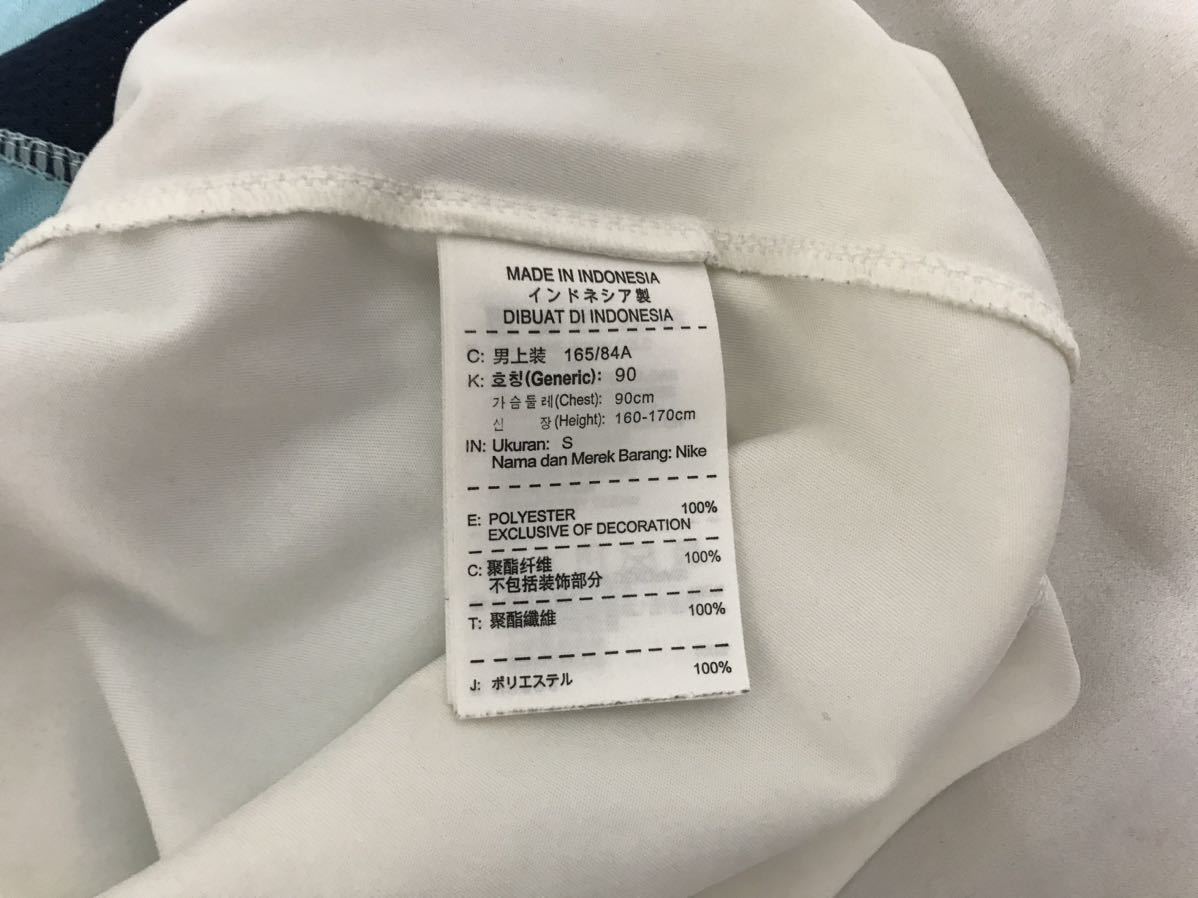 MADE IN INDONESIA
インドネシア製
DIBUAT DI INDONESIA
C: 男上装 165/84A
K: 호칭(Generic): 90
가슴둘레(Chest): 90cm
신 장(Height): 160-170cm
IN: Ukuran: S
Nama dan Merek Barang: Nike
E: POLYESTER 100%
EXCLUSIVE OF DECORATION
C: 聚酯纤维 100%
不包括装饰部分
T: 聚酯纖維 100%
J: ポリエステル 100%